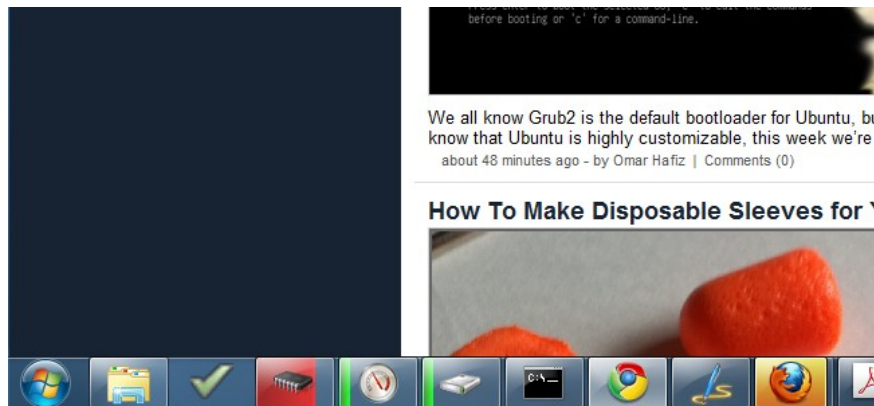 Press enter to boot the selected OS, 'e' to edit the commands
before booting or 'c' for a command-line.
We all know Grub2 is the default bootloader for Ubuntu,
know that Ubuntu is highly customizable, this week we're
about 48 minutes ago - by Omar Hafiz | Comments (0)
How To Make Disposable Sleeves for
C:\_